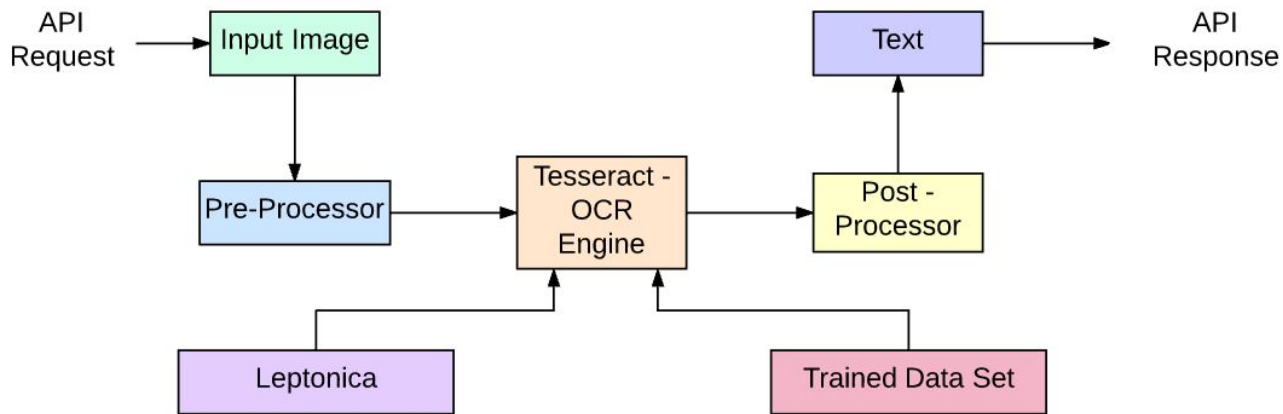 API
Request
Input Image
Text
API
Response
Pre-Processor
Tesseract -
OCR
Engine
Post -
Processor
Leptonica
Trained Data Set